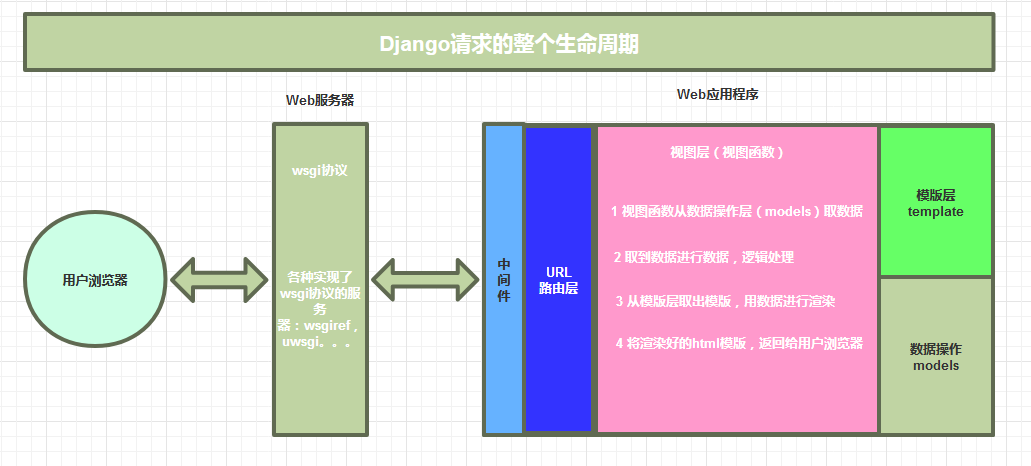 Django请求的整个生命周期
Web服务器
Web应用程序
用户浏览器
wsgi协议
各种实现了
wsgi协议的服
务
器：wsgiref，
uwsgi。。。
中
间
件
URL
路由层
视图层（视图函数）
1 视图函数从数据操作层（models）取数据
2 取到数据进行数据，逻辑处理
3 从模版层取出模版，用数据进行渲染
4 将渲染好的html模版，返回给用户浏览器
模版层
template
数据操作
models